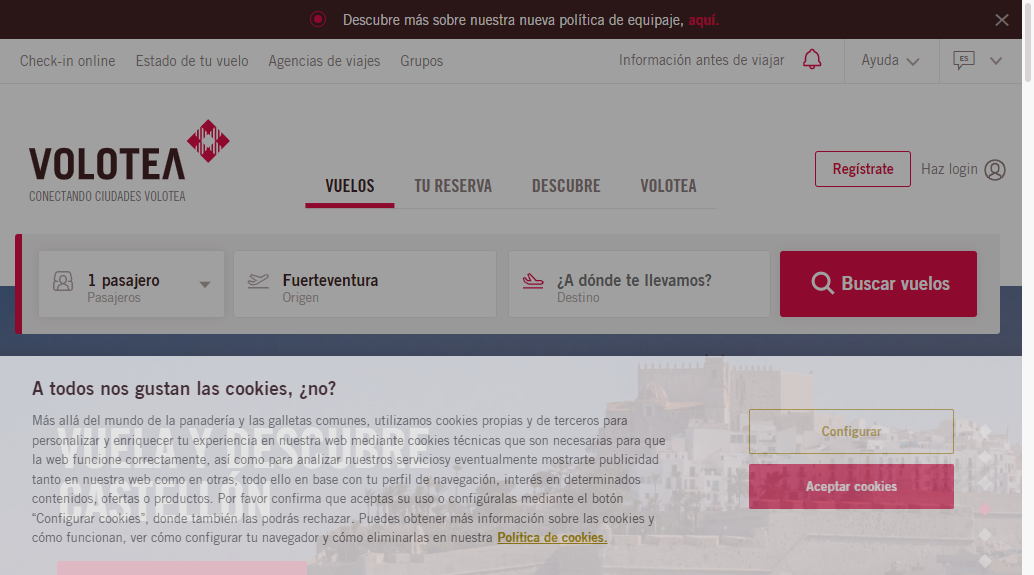 Descubre más sobre nuestra nueva política de equipaje, aquí.
Check-in online Estado de tu vuelo Agencias de viajes Grupos Información antes de viajar Ayuda ES
VOLOTEA
CONECTANDO CIUDADES VOLOTEA
VUELOS TU RESERVA DESCUBRE VOLOTEA
Regístrate Haz login
1 pasajero
Pasajeros
Fuerteventura
Origen
¿A dónde te llevamos?
Destino
Buscar vuelos
A todos nos gustan las cookies, ¿no?
Más allá del mundo de la panadería y las galletas comunes, utilizamos cookies propias y de terceros para
personalizar y enriquecer tu experiencia en nuestra web mediante cookies técnicas que son necesarias para que
la web funcione correctamente, así como para analizar nuestros serviciosy eventualmente mostrarte publicidad
tanto en nuestra web como en otras, todo ello en base con tu perfil de navegación, interés en determinados
contenidos, ofertas o productos. Por favor confirma que aceptas su uso o configúralas mediante el botón
“Configurar cookies”, donde también las podrás rechazar. Puedes obtener más información sobre las cookies y
cómo funcionan, ver cómo configurar tu navegador y cómo eliminarlas en nuestra Política de cookies.
Configurar
Aceptar cookies
VUELA Y DESCUBRE
CASTELLÓN